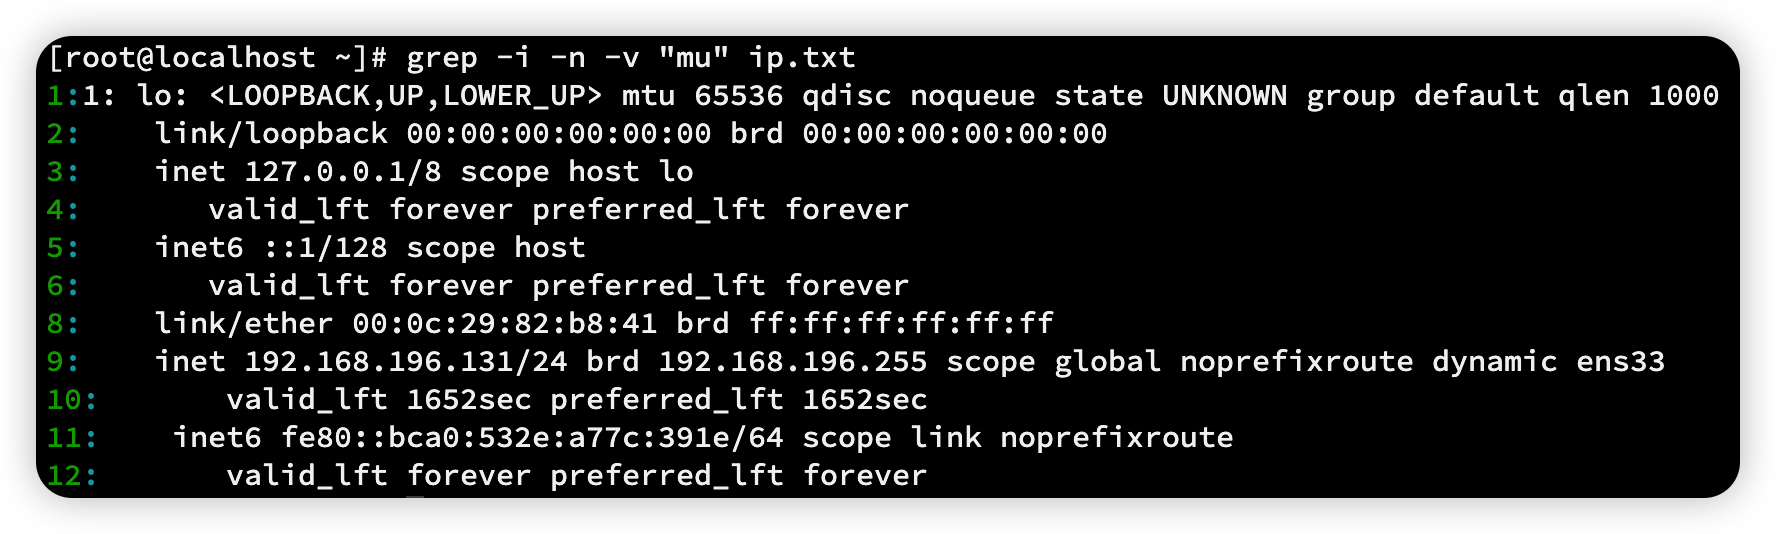 [root@localhost ~]# grep -i -n -v "mu" ip.txt
1:1: lo: <LOOPBACK,UP,LOWER_UP> mtu 65536 qdisc noqueue state UNKNOWN group default qlen 1000
2:    link/loopback 00:00:00:00:00:00 brd 00:00:00:00:00:00
3:    inet 127.0.0.1/8 scope host lo
4:       valid_lft forever preferred_lft forever
5:    inet6 ::1/128 scope host
6:       valid_lft forever preferred_lft forever
8:    link/ether 00:0c:29:82:b8:41 brd ff:ff:ff:ff:ff:ff
9:    inet 192.168.196.131/24 brd 192.168.196.255 scope global noprefixroute dynamic ens33
10:       valid_lft 1652sec preferred_lft 1652sec
11:    inet6 fe80::bca0:532e:a77c:391e/64 scope link noprefixroute
12:       valid_lft forever preferred_lft forever